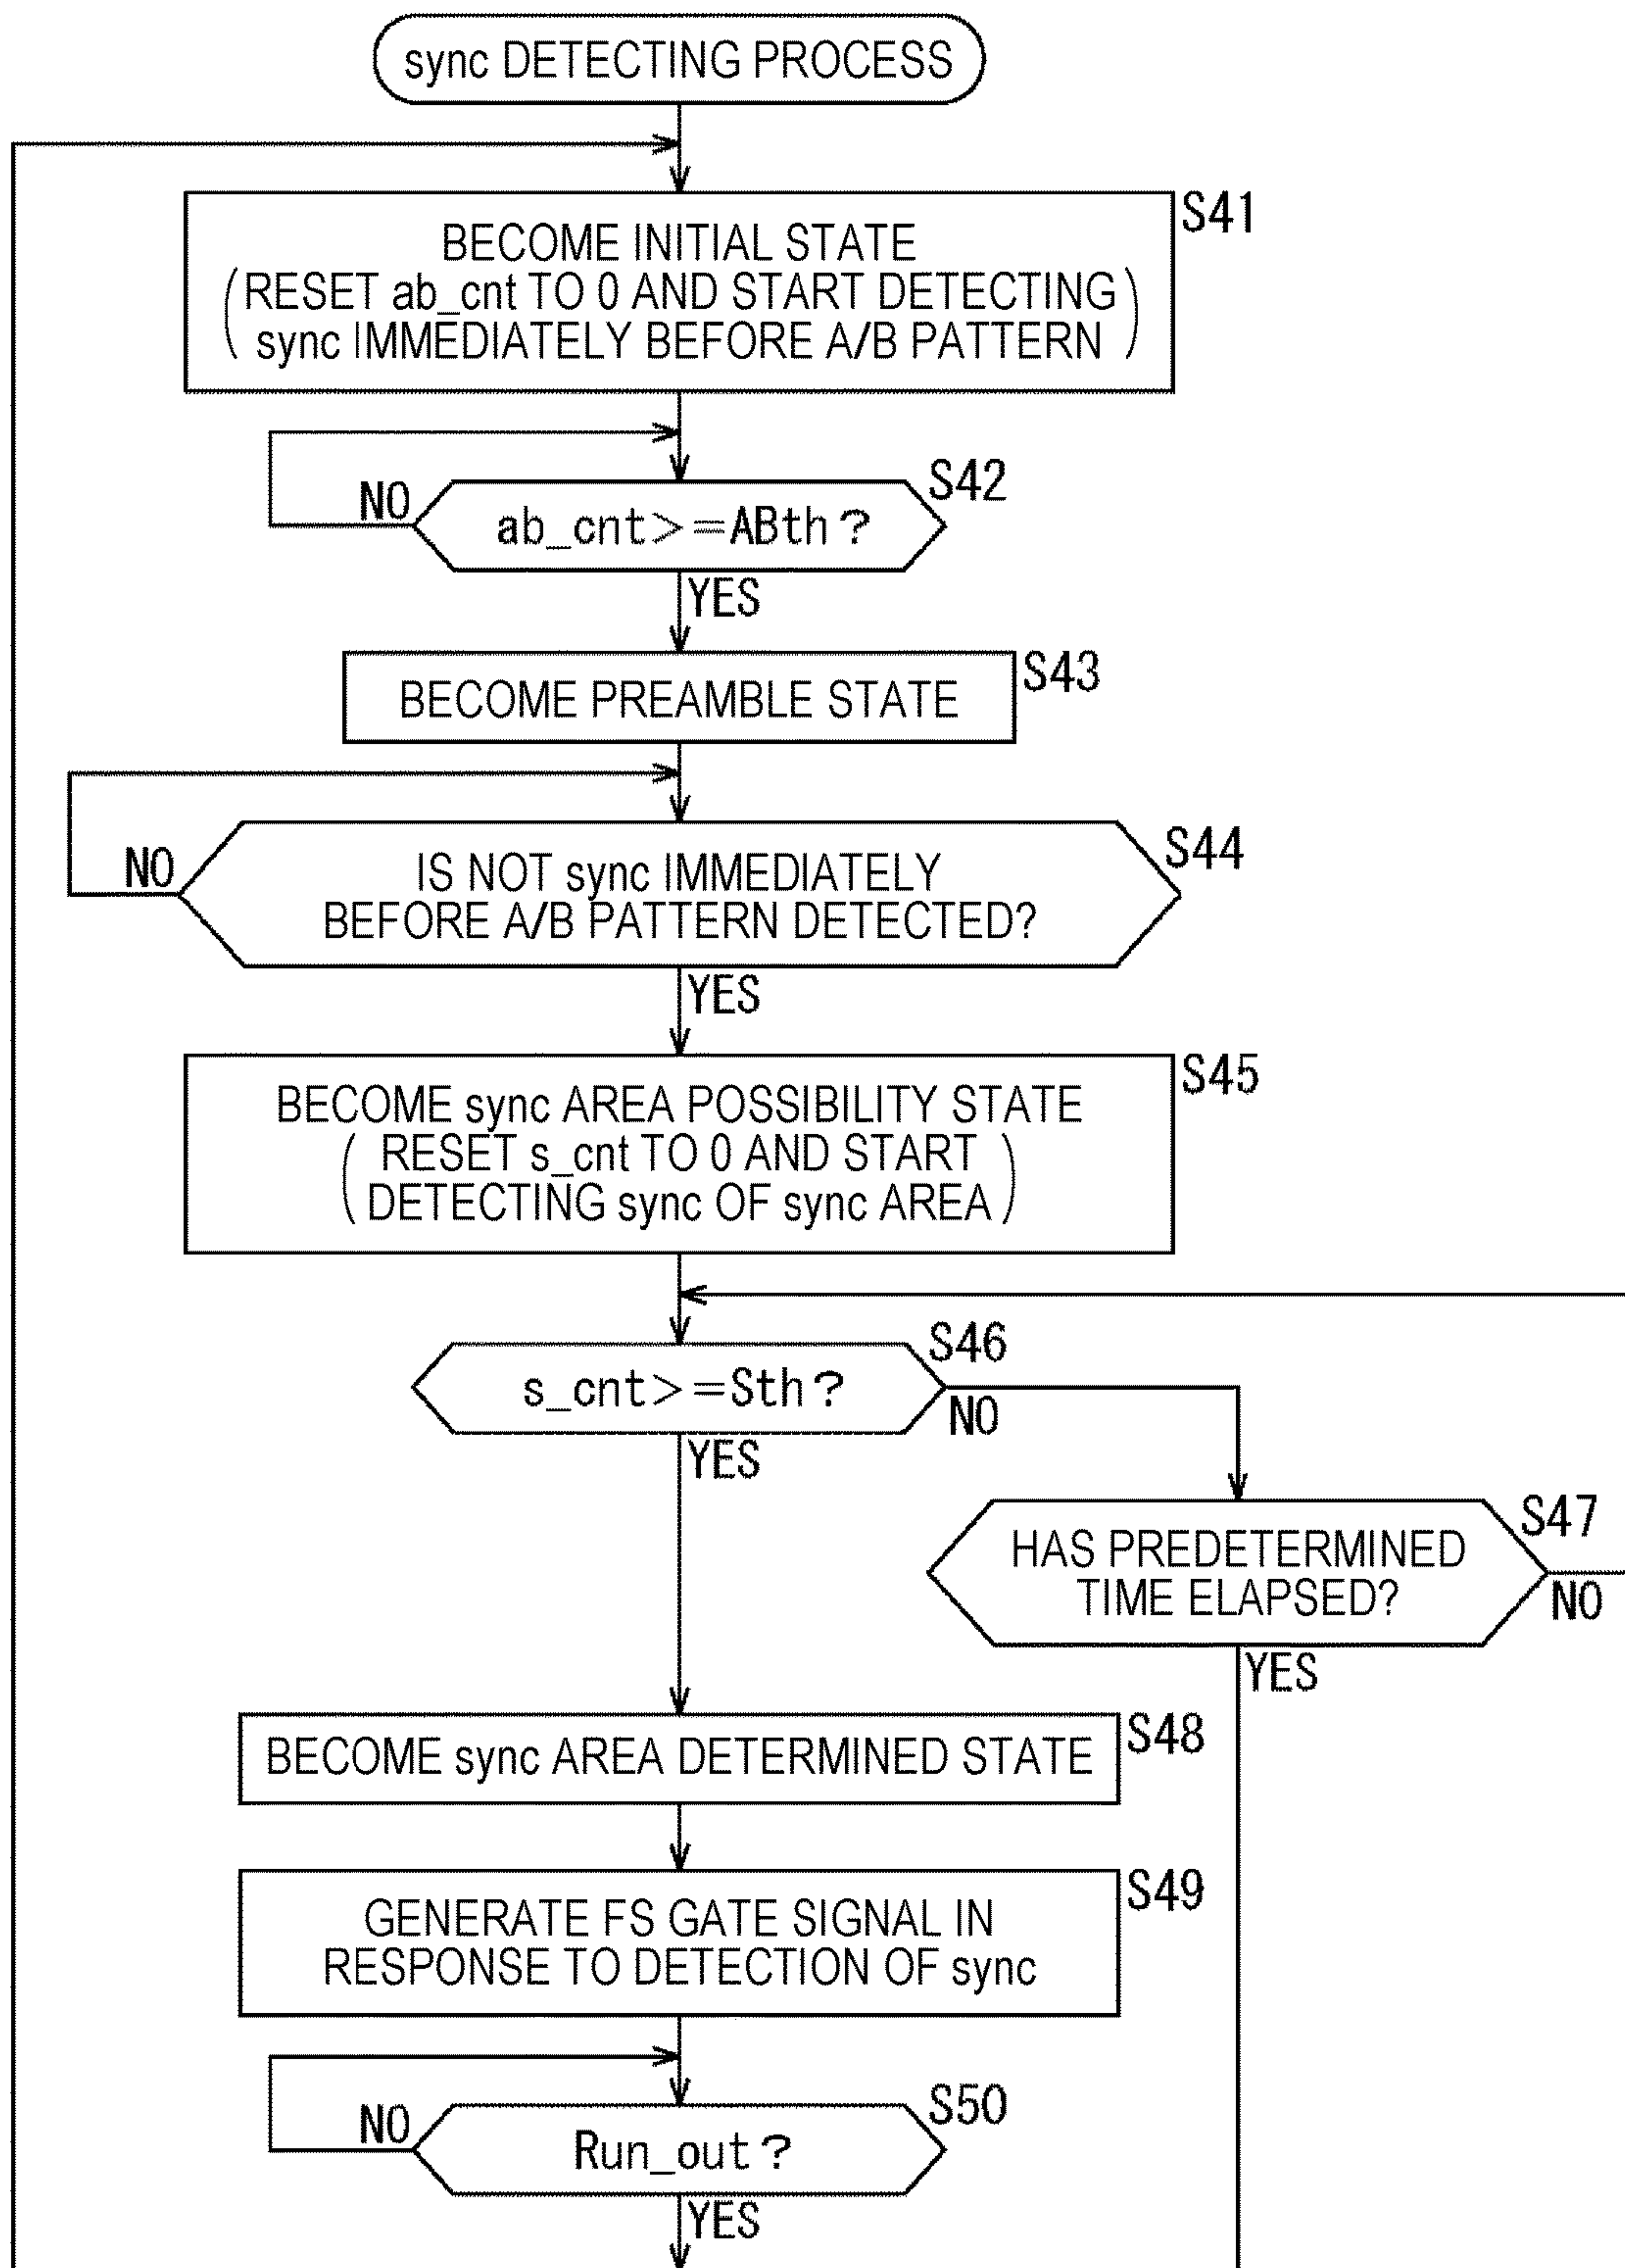 sync DETECTING PROCESS
S41
BECOME INITIAL STATE
(RESET ab_cnt TO 0 AND START DETECTING
sync IMMEDIATELY BEFORE A/B PATTERN)
S42
NO
ab_cnt>=ABth?
YES
S43
BECOME PREAMBLE STATE
S44
NO
IS NOT sync IMMEDIATELY
BEFORE A/B PATTERN DETECTED?
YES
S45
BECOME sync AREA POSSIBILITY STATE
(RESET s_cnt TO 0 AND START
DETECTING sync OF sync AREA)
S46
s_cnt>=Sth?
NO
YES
S47
HAS PREDETERMINED
TIME ELAPSED?
NO
YES
S48
BECOME sync AREA DETERMINED STATE
S49
GENERATE FS GATE SIGNAL IN
RESPONSE TO DETECTION OF sync
S50
NO
Run_out?
YES